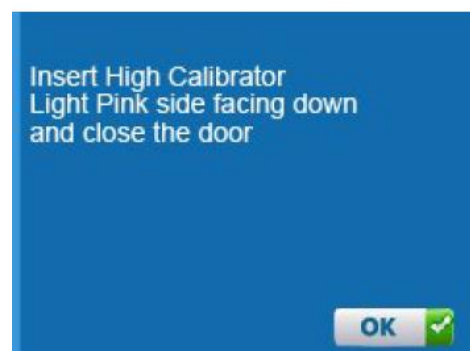 Insert High Calibrator
Light Pink side facing down
and close the door
OK